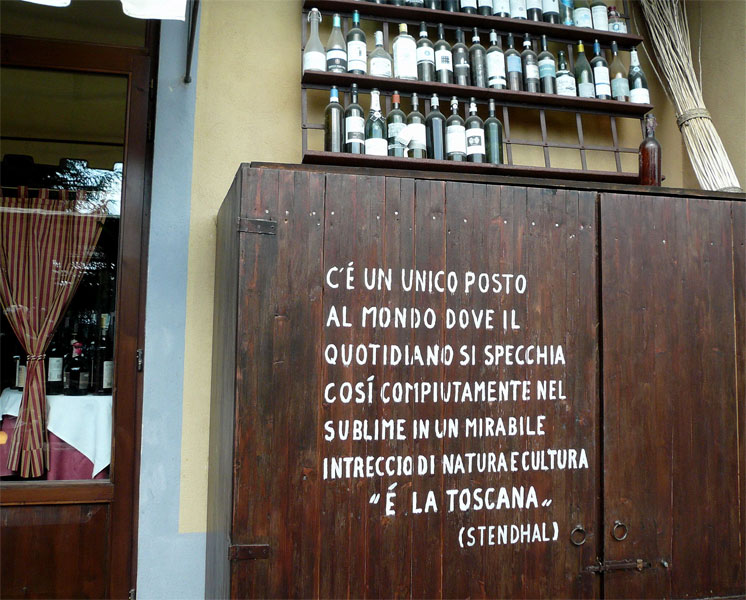 C'É UN UNICO POSTO
AL MONDO DOVE IL
QUOTIDIANO SI SPECCHIA
COSÍ COMPIUTAMENTE NEL
SUBLIME IN UN MIRABILE
INTRECCIO DI NATURA E CULTURA
"É LA TOSCANA„
(STENDHAL)